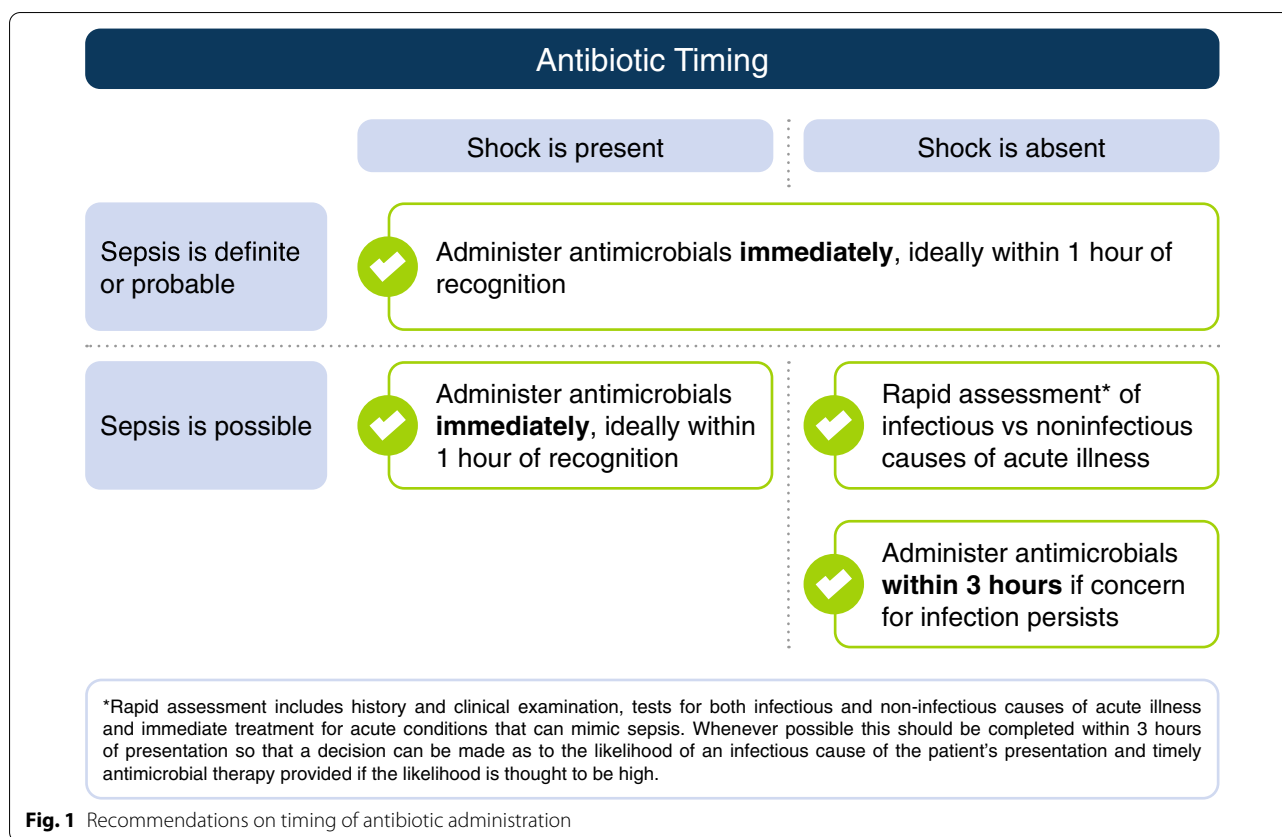 Antibiotic Timing
Shock is present
Shock is absent
Sepsis is definite
or probable
Administer antimicrobials immediately, ideally within 1 hour of
recognition
Sepsis is possible
Administer antimicrobials
immediately, ideally within
1 hour of recognition
Rapid assessment* of
infectious vs noninfectious
causes of acute illness
Administer antimicrobials
within 3 hours if concern
for infection persists
*Rapid assessment includes history and clinical examination, tests for both infectious and non-infectious causes of acute illness
and immediate treatment for acute conditions that can mimic sepsis. Whenever possible this should be completed within 3 hours
of presentation so that a decision can be made as to the likelihood of an infectious cause of the patient's presentation and timely
antimicrobial therapy provided if the likelihood is thought to be high.
Fig. 1 Recommendations on timing of antibiotic administration